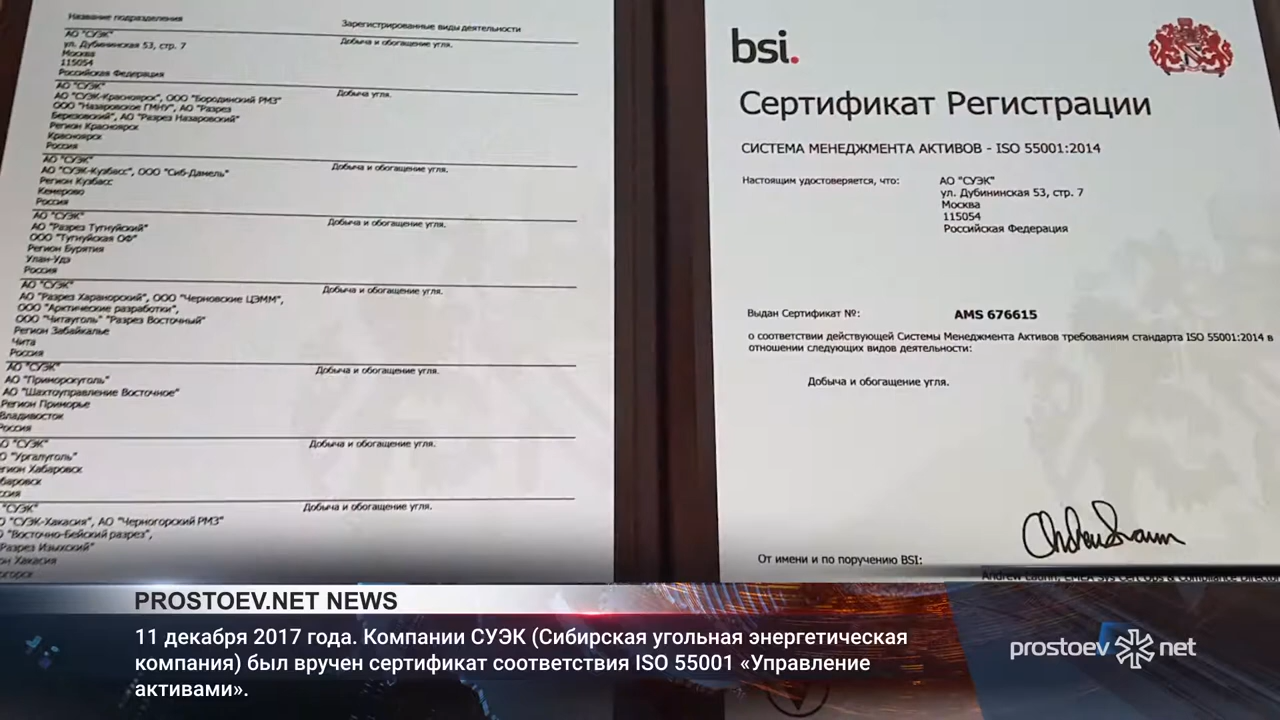 Название подразделения
Зарегистрированные виды деятельности
АО "СУЭК"
Добыча и обогащение угля.
ул. Дубининская 53, стр. 7
Москва
115054
Российская Федерация
АО "СУЭК"
Добыча угля.
АО "СУЭК-Красноярск", ООО "Бородинский РМЗ"
ООО "Назаровское ГМНУ", АО "Разрез
Березовский", АО "Разрез Назаровский"
Регион Красноярск
Красноярск
Россия
АО "СУЭК"
Добыча и обогащение угля.
АО "СУЭК-Кузбасс", ООО "Сиб-Дамель"
Регион Кузбасс
Кемерово
Россия
АО "СУЭК"
Добыча и обогащение угля.
АО "Разрез Тугнуйский"
ООО "Тугнуйская ОФ"
Регион Бурятия
Улан-Удэ
Россия
АО "СУЭК"
Добыча и обогащение угля.
АО "Разрез Харанорский", ООО "Черновские ЦЭММ",
ООО "Арктические разработки",
ООО "Читауголь" "Разрез Восточный"
Регион Забайкалье
Чита
Россия
АО "СУЭК"
Добыча и обогащение угля.
АО "Приморскуголь"
АО "Шахтоуправление Восточное"
Регион Приморье
Владивосток
Россия
О "СУЭК"
Добыча и обогащение угля.
О "Ургалуголь"
егион Хабаровск
баровск
ссия
"СУЭК"
Добыча и обогащение угля.
О "СУЭК-Хакасия", АО "Черногорский РМЗ"
О "Восточно-Бейский разрез",
Разрез Изыхский"
он Хакасия
огорск
bsi.
Сертификат Регистрации
СИСТЕМА МЕНЕДЖМЕНТА АКТИВОВ - ISO 55001:2014
Настоящим удостоверяется, что:
АО "СУЭК"
ул. Дубининская 53, стр. 7
Москва
115054
Российская Федерация
Выдан Сертификат №:
AMS 676615
о соответствии действующей Системы Менеджмента Активов требованиям стандарта ISO 55001:2014 в
отношении следующих видов деятельности:
Добыча и обогащение угля.
От имени и по поручению BSI:
PROSTOEV.NET NEWS
11 декабря 2017 года. Компании СУЭК (Сибирская угольная энергетическая
компания) был вручен сертификат соответствия ISO 55001 «Управление
активами».
prostoev net